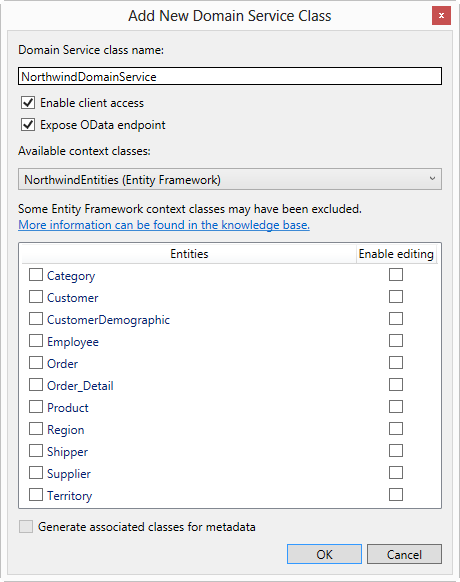 Add New Domain Service Class
x
Domain Service class name:
NorthwindDomainService
Enable client access
Expose OData endpoint
Available context classes:
NorthwindEntities (Entity Framework)
Some Entity Framework context classes may have been excluded.
More information can be found in the knowledge base.
Entities Enable editing
Category
Customer
CustomerDemographic
Employee
Order
Order_Detail
Product
Region
Shipper
Supplier
Territory
Generate associated classes for metadata
OK Cancel